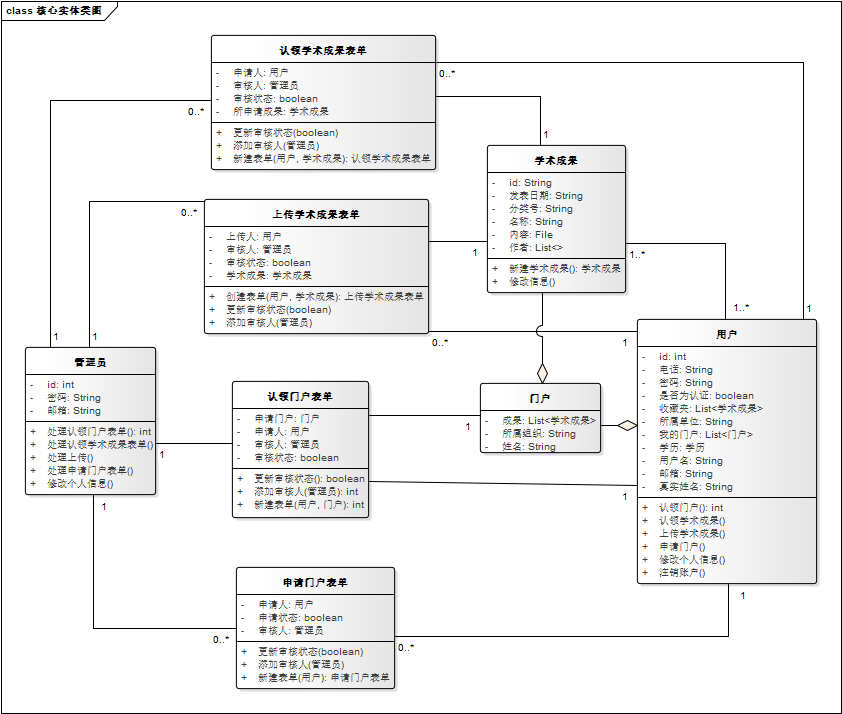 class 核心实体类图
认领学术成果表单
- 申请人: 用户
- 审核人: 管理员
- 审核状态: boolean
- 所申请成果: 学术成果
+ 更新审核状态(boolean)
+ 添加审核人(管理员)
+ 新建表单(用户, 学术成果): 认领学术成果表单
0..*
0..*
1
学术成果
- id: String
- 发表日期: String
- 分类号: String
- 名称: String
- 内容: File
- 作者: List<>
+ 新建学术成果(): 学术成果
+ 修改信息()
0..*
上传学术成果表单
- 上传人: 用户
- 审核人: 管理员
- 审核状态: boolean
- 学术成果: 学术成果
+ 创建表单(用户, 学术成果): 上传学术成果表单
+ 更新审核状态(boolean)
+ 添加审核人(管理员)
1
1..*
1..*
1
1
1
0..*
1
管理员
- id: int
- 密码: String
- 邮箱: String
+ 处理认领门户表单(): int
+ 处理认领学术成果表单()
+ 处理上传()
+ 处理申请门户表单()
+ 修改个人信息()
1
1
认领门户表单
- 申请门户: 门户
- 申请人: 用户
- 审核人: 管理员
- 审核状态: boolean
+ 更新审核状态(): boolean
+ 添加审核人(管理员): int
+ 新建表单(用户, 门户): int
1
1
门户
- 成果: List<学术成果>
- 所属组织: String
- 姓名: String
用户
- id: int
- 电话: String
- 密码: String
- 是否为认证: boolean
- 收藏夹: List<学术成果>
- 所属单位: String
- 我的门户: List<门户>
- 学历: 学历
- 用户名: String
- 邮箱: String
- 真实姓名: String
+ 认领门户(): int
+ 认领学术成果()
+ 上传学术成果()
+ 申请门户()
+ 修改个人信息()
+ 注销账户()
1
申请门户表单
- 申请人: 用户
- 申请状态: boolean
- 审核人: 管理员
+ 更新审核状态(boolean)
+ 添加审核人(管理员)
+ 新建表单(用户): 申请门户表单
0..*
0..*